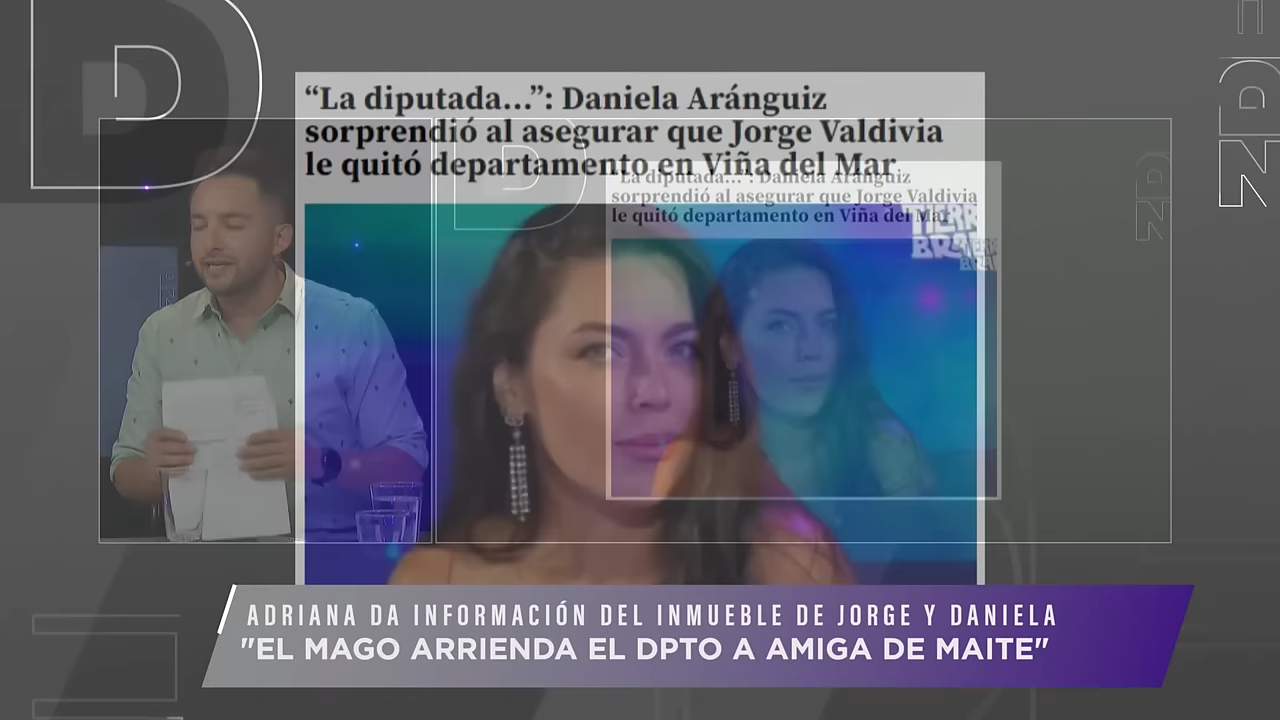 “La diputada...”: Daniela Aránguiz
sorprendió al asegurar que Jorge Valdivia
le quitó departamento en Viña del Mar
"La diputada...": Daniela Aránguiz
sorprendió al asegurar que Jorge Valdivia
le quitó departamento en Viña del Mar
ADRIANA DA INFORMACIÓN DEL INMUEBLE DE JORGE Y DANIELA
"EL MAGO ARRIENDA EL DPTO A AMIGA DE MAITE"